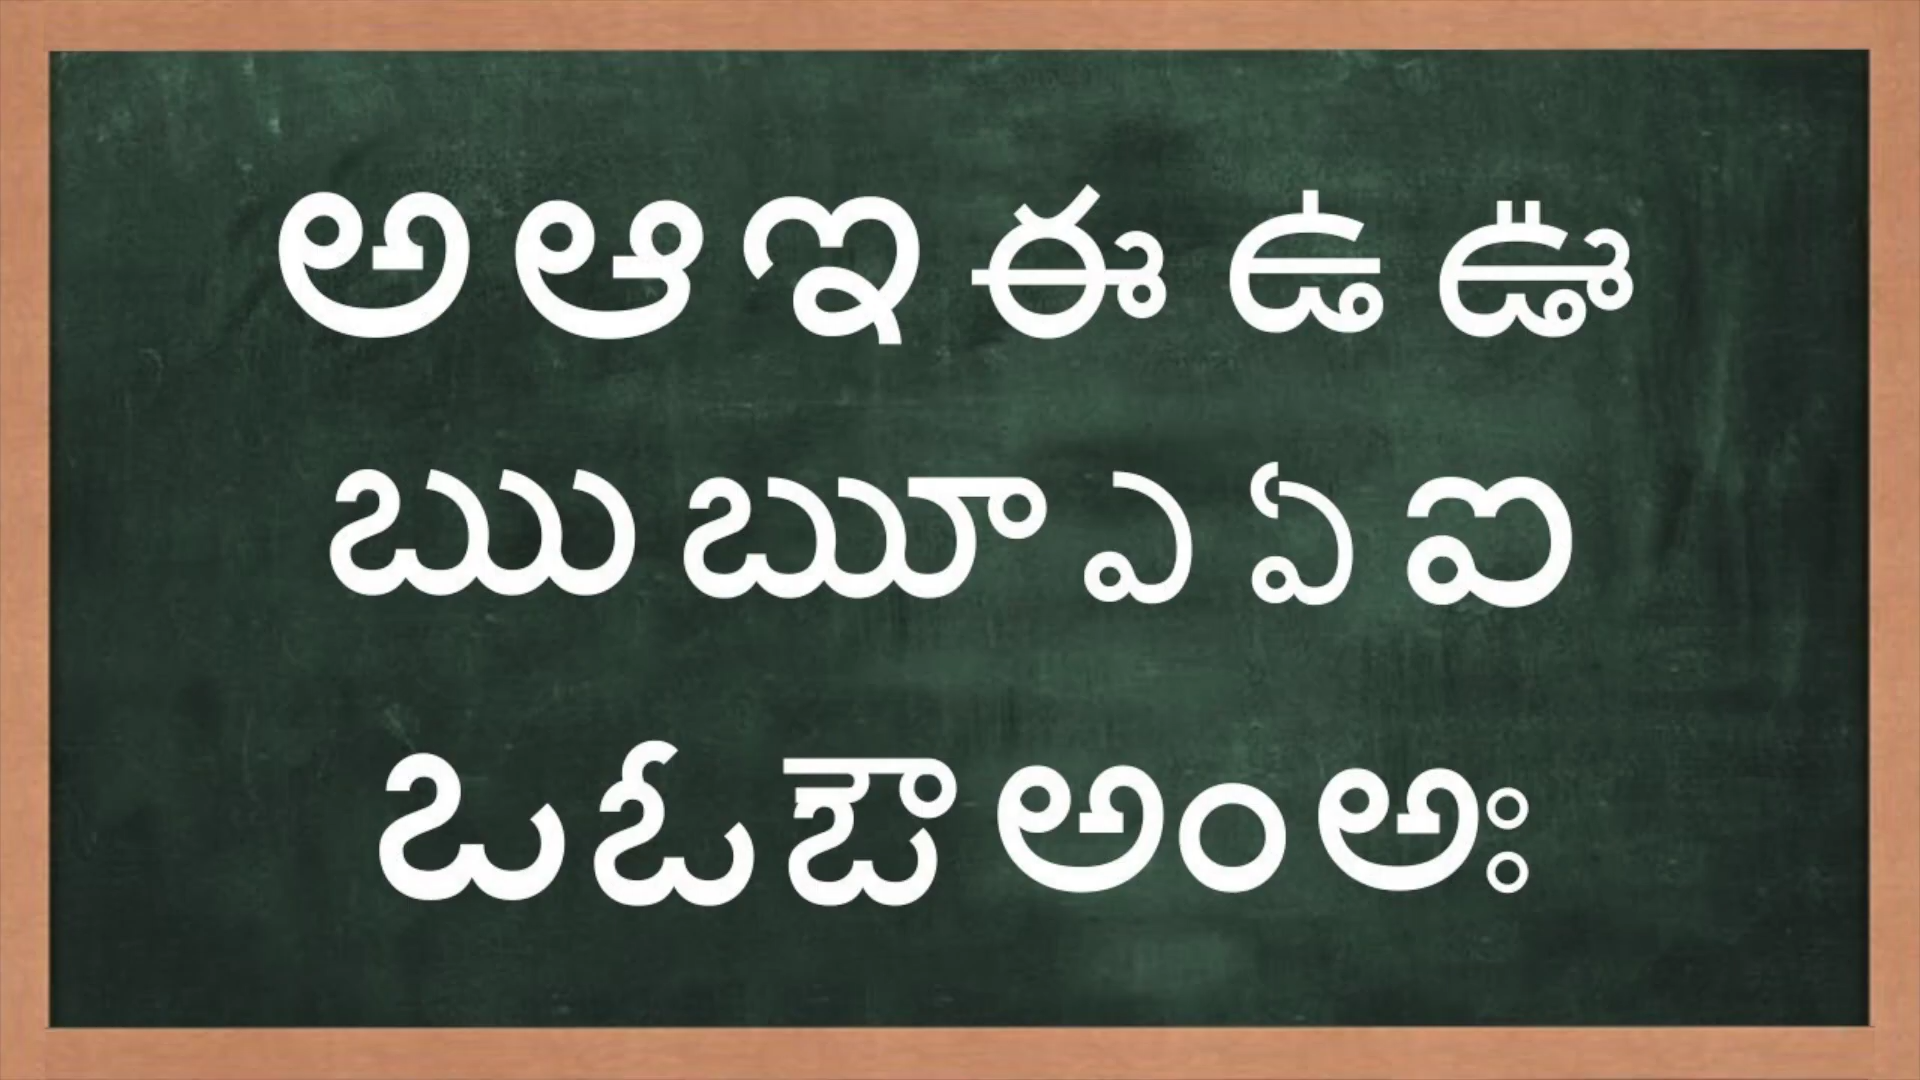 అ ఆ ఇ ఈ ఉ ఊ
ఋ ౠ ఎ ఏ ఐ
ఒ ఓ ఔ అం అః